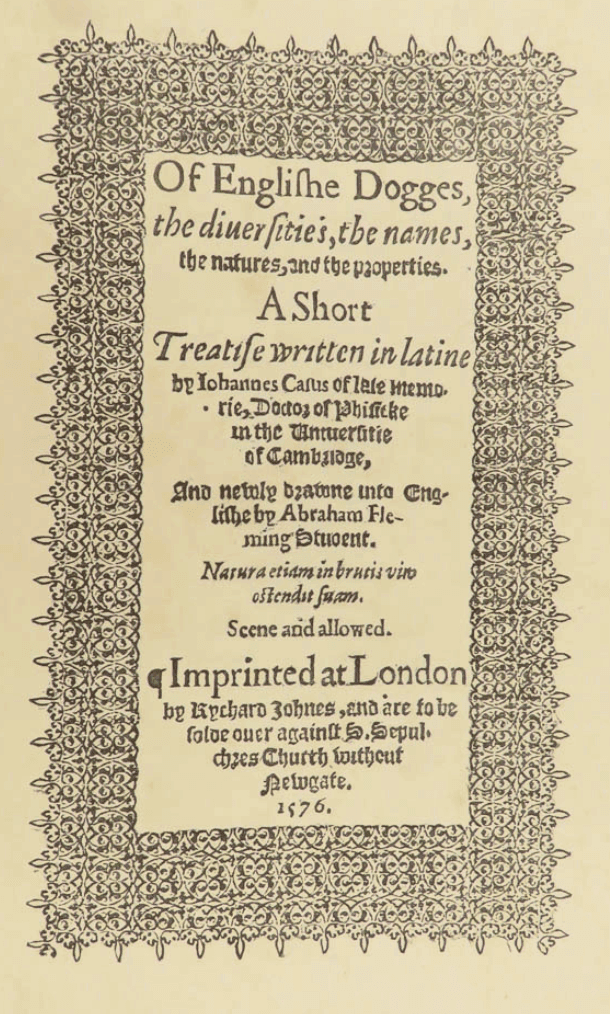 Of Engliſhe Dogges,
the diuerſities, the names,
the natures, and the properties.
A Short
Treatiſe written in latine
by Iohannes Caius of late memo-
rie, Doctor of Phiſicke
in the Uniuerſitie
of Cambridge,
And newly drawne into Eng-
liſhe by Abraham Fle-
ming Student.
Natura etiam in brutis vim
oſtendit ſuam.
Seene and allowed.
¶Imprinted at London
by Rychard Johnes, and are to be
ſolde ouer againſt S. Sepul-
chres Church without
Newgate.
1576.